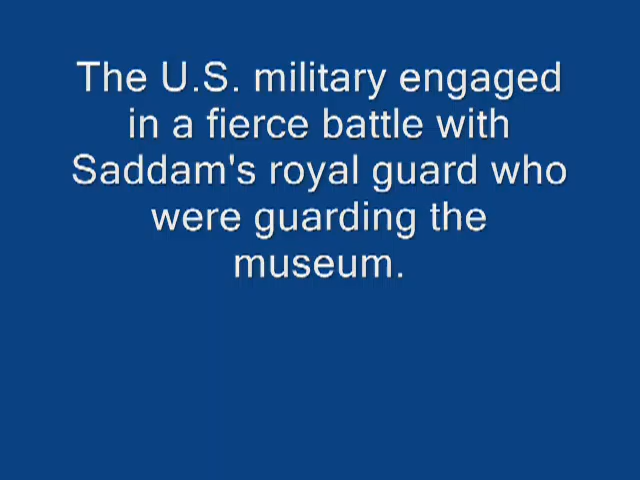 The U.S. military engaged
in a fierce battle with
Saddam's royal guard who
were guarding the
museum.